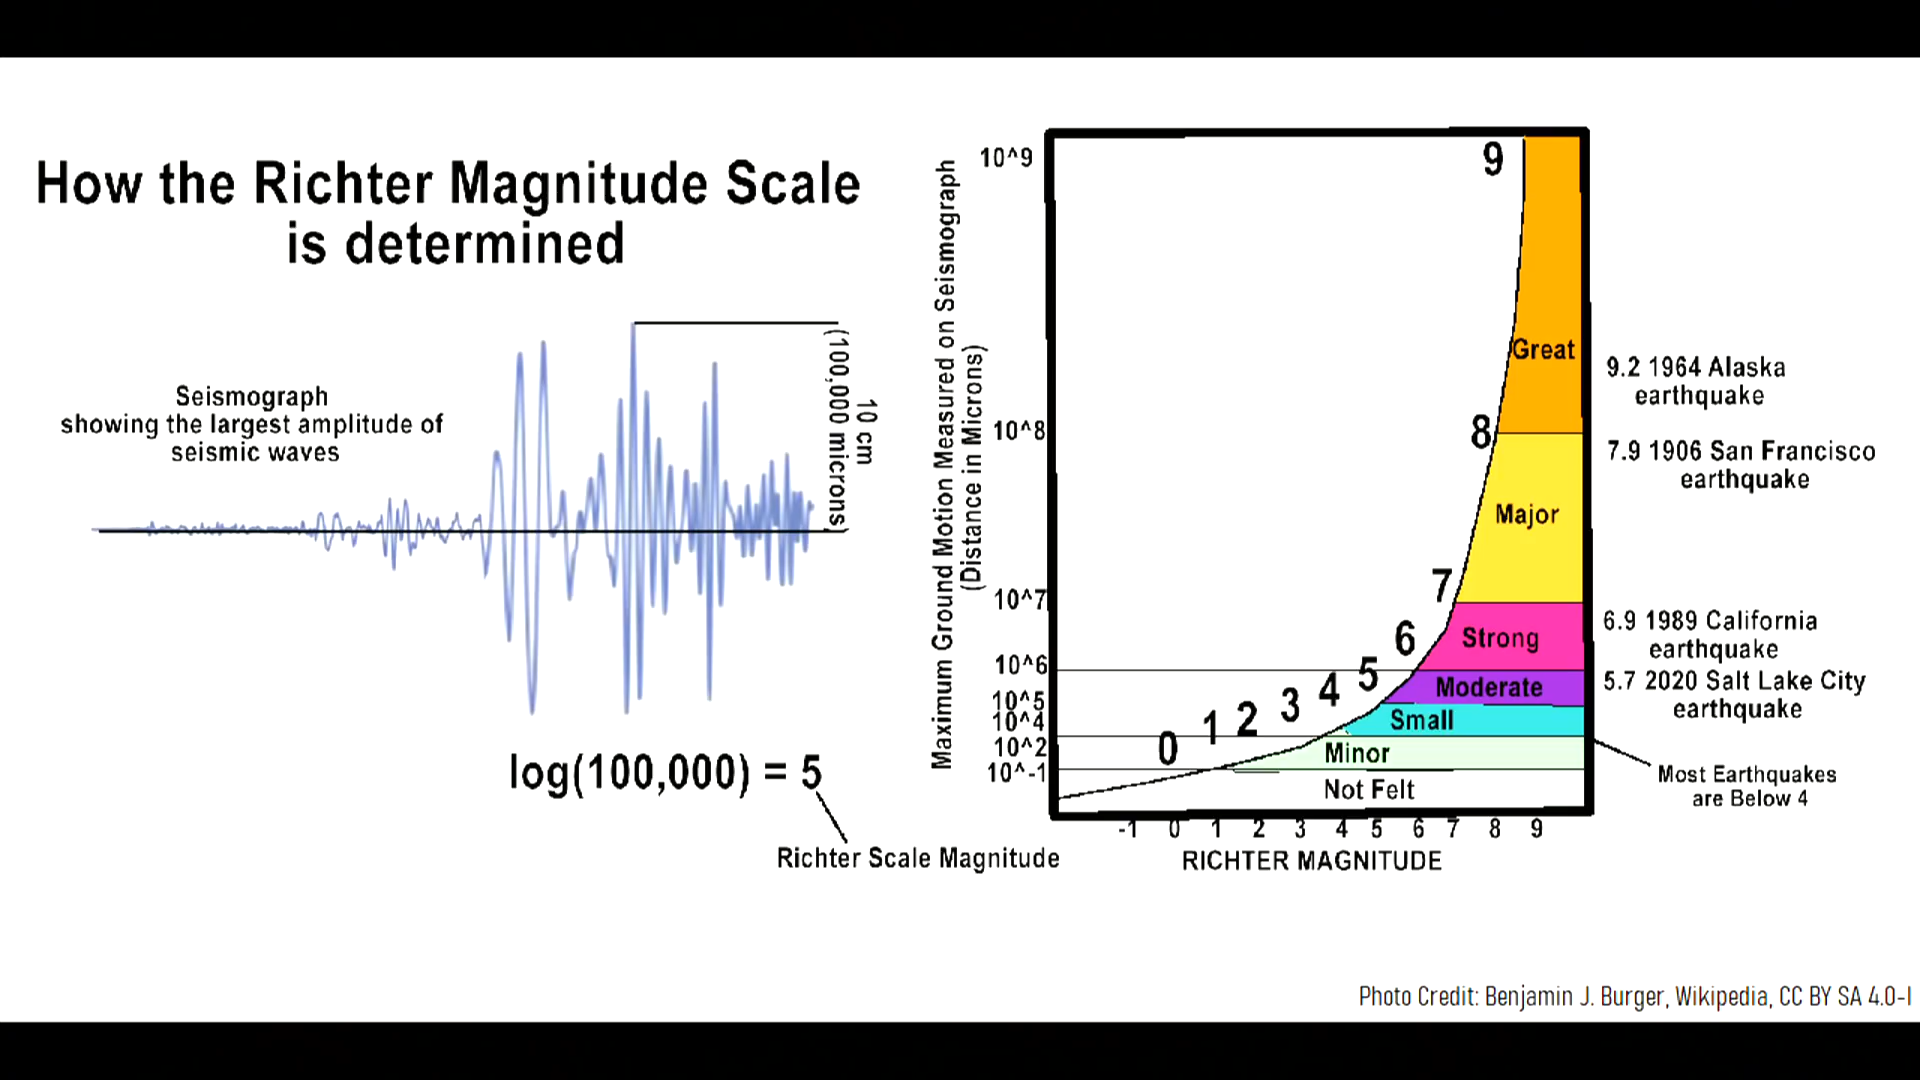 How the Richter Magnitude Scale
is determined
Seismograph
showing the largest amplitude of
seismic waves
10 cm
(100,000 microns)
log(100,000) = 5
Richter Scale Magnitude
Maximum Ground Motion Measured on Seismograph
(Distance in Microns)
10^9
10^8
10^7
10^6
10^5
10^4
10^2
10^-1
9
8
7
6
5
4
3
2
1
0
Great
Major
Strong
Moderate
Small
Minor
Not Felt
-1 0 1 2 3 4 5 6 7 8 9
RICHTER MAGNITUDE
9.2 1964 Alaska
earthquake
7.9 1906 San Francisco
earthquake
6.9 1989 California
earthquake
5.7 2020 Salt Lake City
earthquake
Most Earthquakes
are Below 4
Photo Credit: Benjamin J. Burger, Wikipedia, CC BY SA 4.0-I